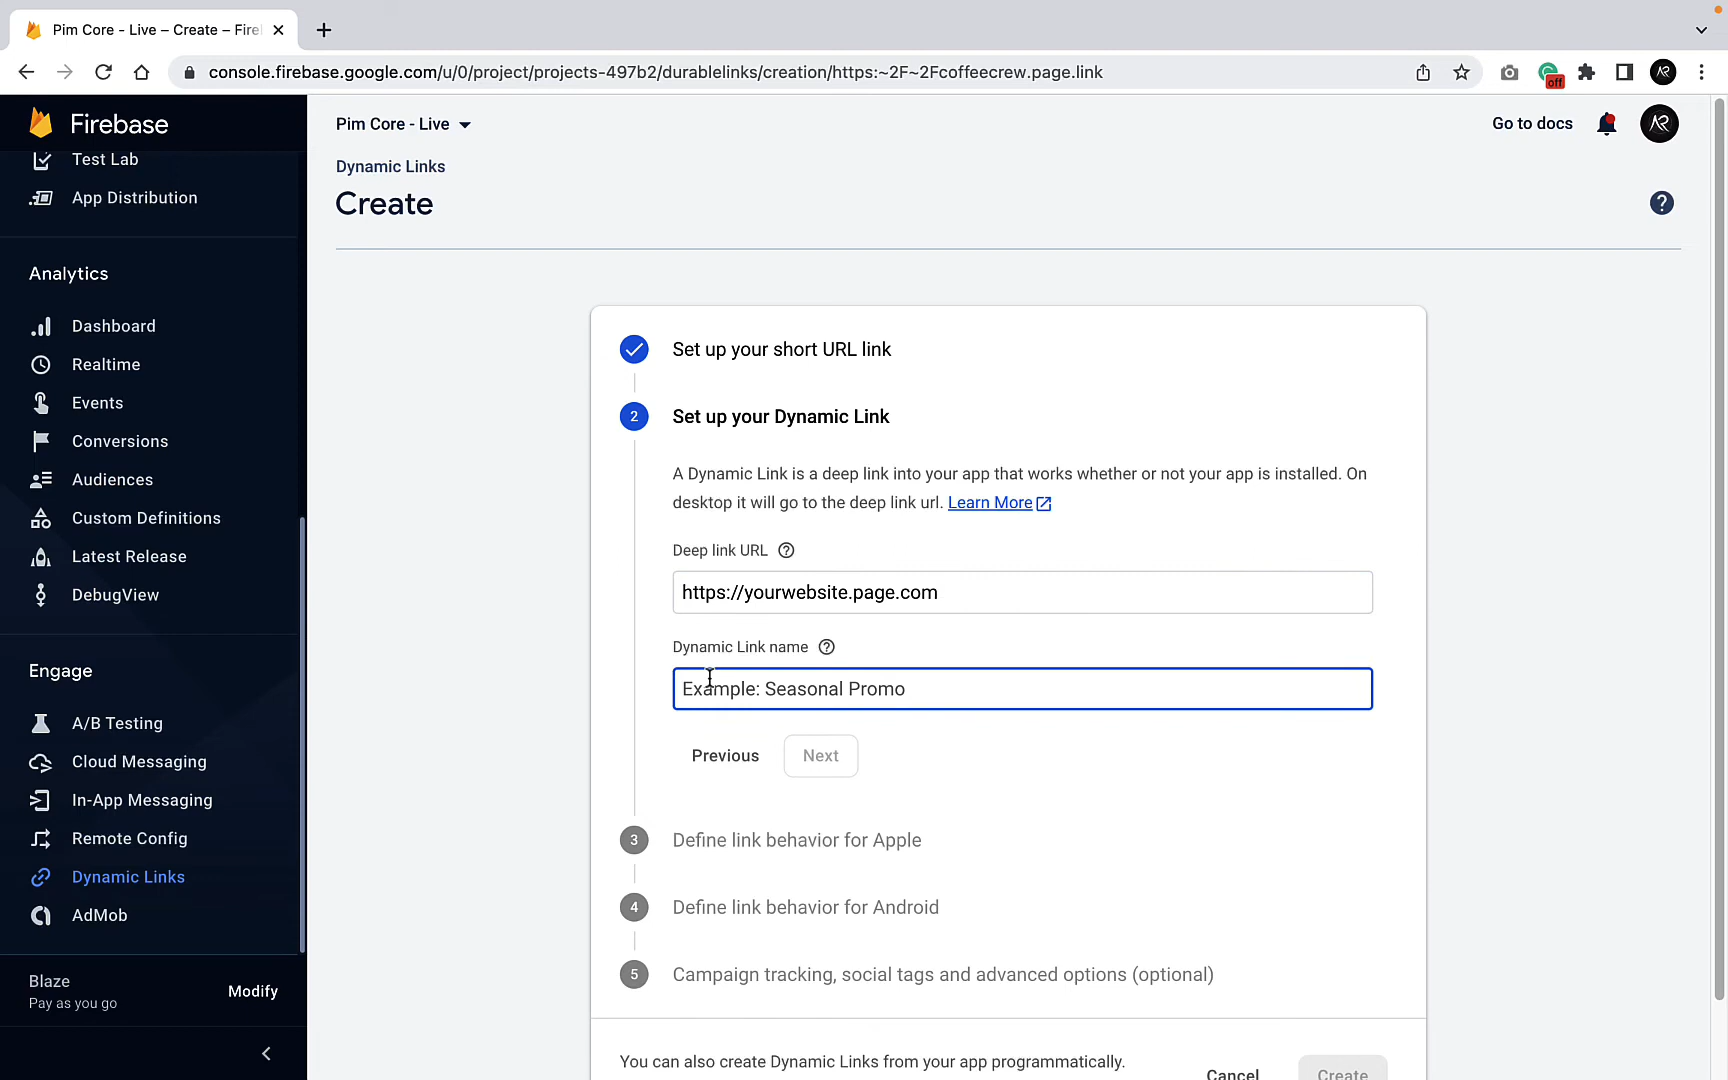 Pim Core - Live – Create – Fire
console.firebase.google.com/u/0/project/projects-497b2/durablelinks/creation/https:~2F~2Fcoffeecrew.page.link
off
AR
Firebase
Test Lab
App Distribution
Analytics
Dashboard
Realtime
Events
Conversions
Audiences
Custom Definitions
Latest Release
DebugView
Engage
A/B Testing
Cloud Messaging
In-App Messaging
Remote Config
Dynamic Links
AdMob
Blaze
Pay as you go
Modify
Pim Core - Live
Go to docs
AR
Dynamic Links
Create
Set up your short URL link
2 Set up your Dynamic Link
A Dynamic Link is a deep link into your app that works whether or not your app is installed. On
desktop it will go to the deep link url. Learn More
Deep link URL
https://yourwebsite.page.com
Dynamic Link name
Example: Seasonal Promo
Previous Next
3 Define link behavior for Apple
4 Define link behavior for Android
5 Campaign tracking, social tags and advanced options (optional)
You can also create Dynamic Links from your app programmatically.
Cancel Create